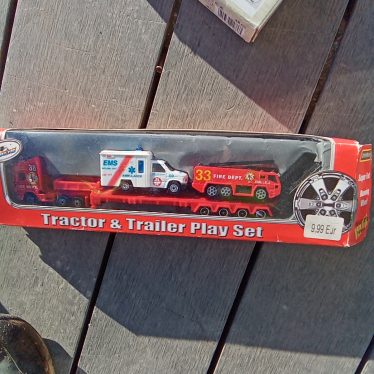 EMS
AMBULANCE
33 FIRE DEPT.
Tractor & Trailer Play Set
9,99 Eur